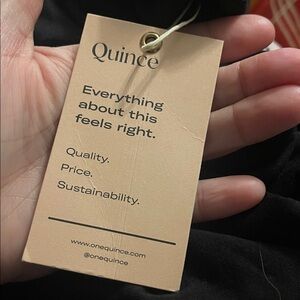 Quince
Everything
about this
feels right.
Quality.
Price.
Sustainability.
www.onequince.com
@onequince